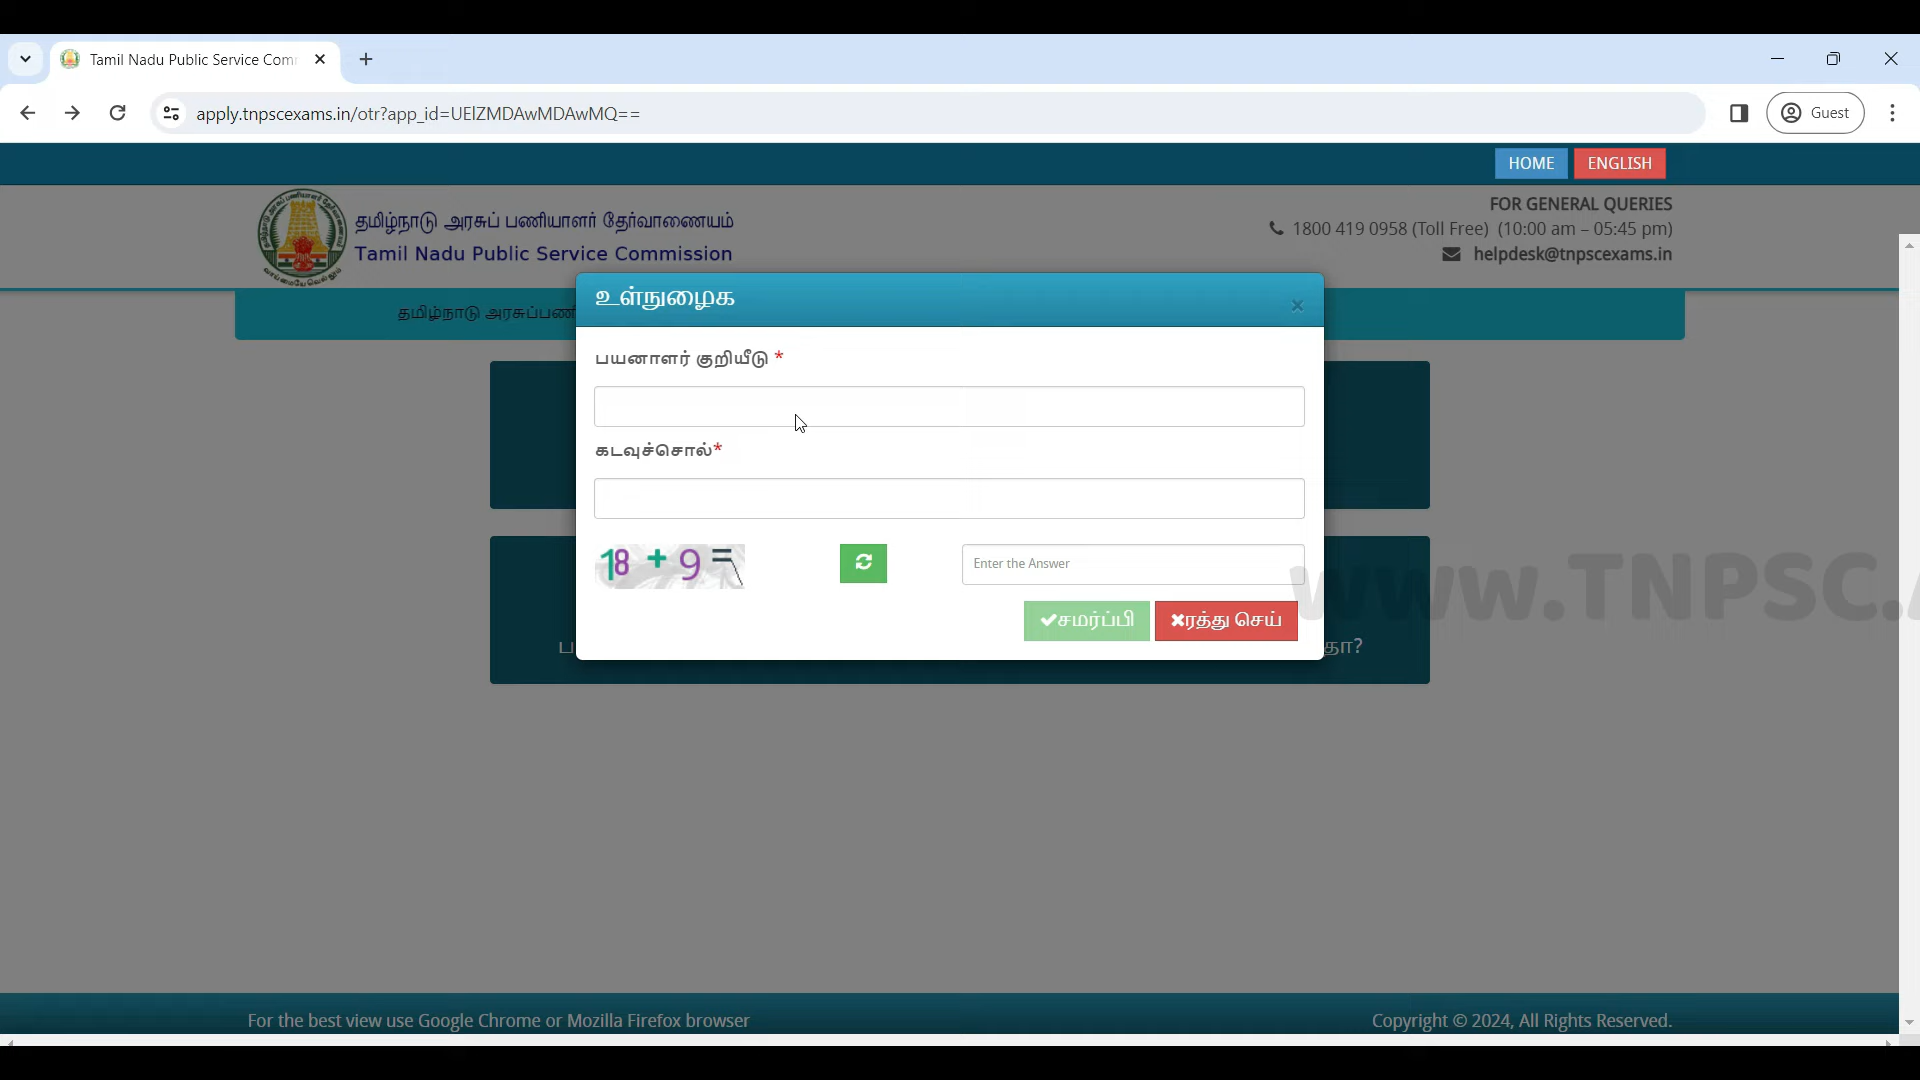 Tamil Nadu Public Service Com
apply.tnpscexams.in/otr?app_id=UElZMDAwMDAwMQ==
Guest
HOME
ENGLISH
தமிழ்நாடு அரசுப் பணியாளர் தேர்வாணையம்
Tamil Nadu Public Service Commission
FOR GENERAL QUERIES
1800 419 0958 (Toll Free) (10:00 am – 05:45 pm)
helpdesk@tnpscexams.in
தமிழ்நாடு அரசுப்பணி
உள்நுழைக
பயனாளர் குறியீடு *
கடவுச்சொல்*
18 + 9 =
Enter the Answer
www.TNPSC.
சமர்ப்பி
ரத்து செய்
தா?
For the best view use Google Chrome or Mozilla Firefox browser
Copyright © 2024, All Rights Reserved.